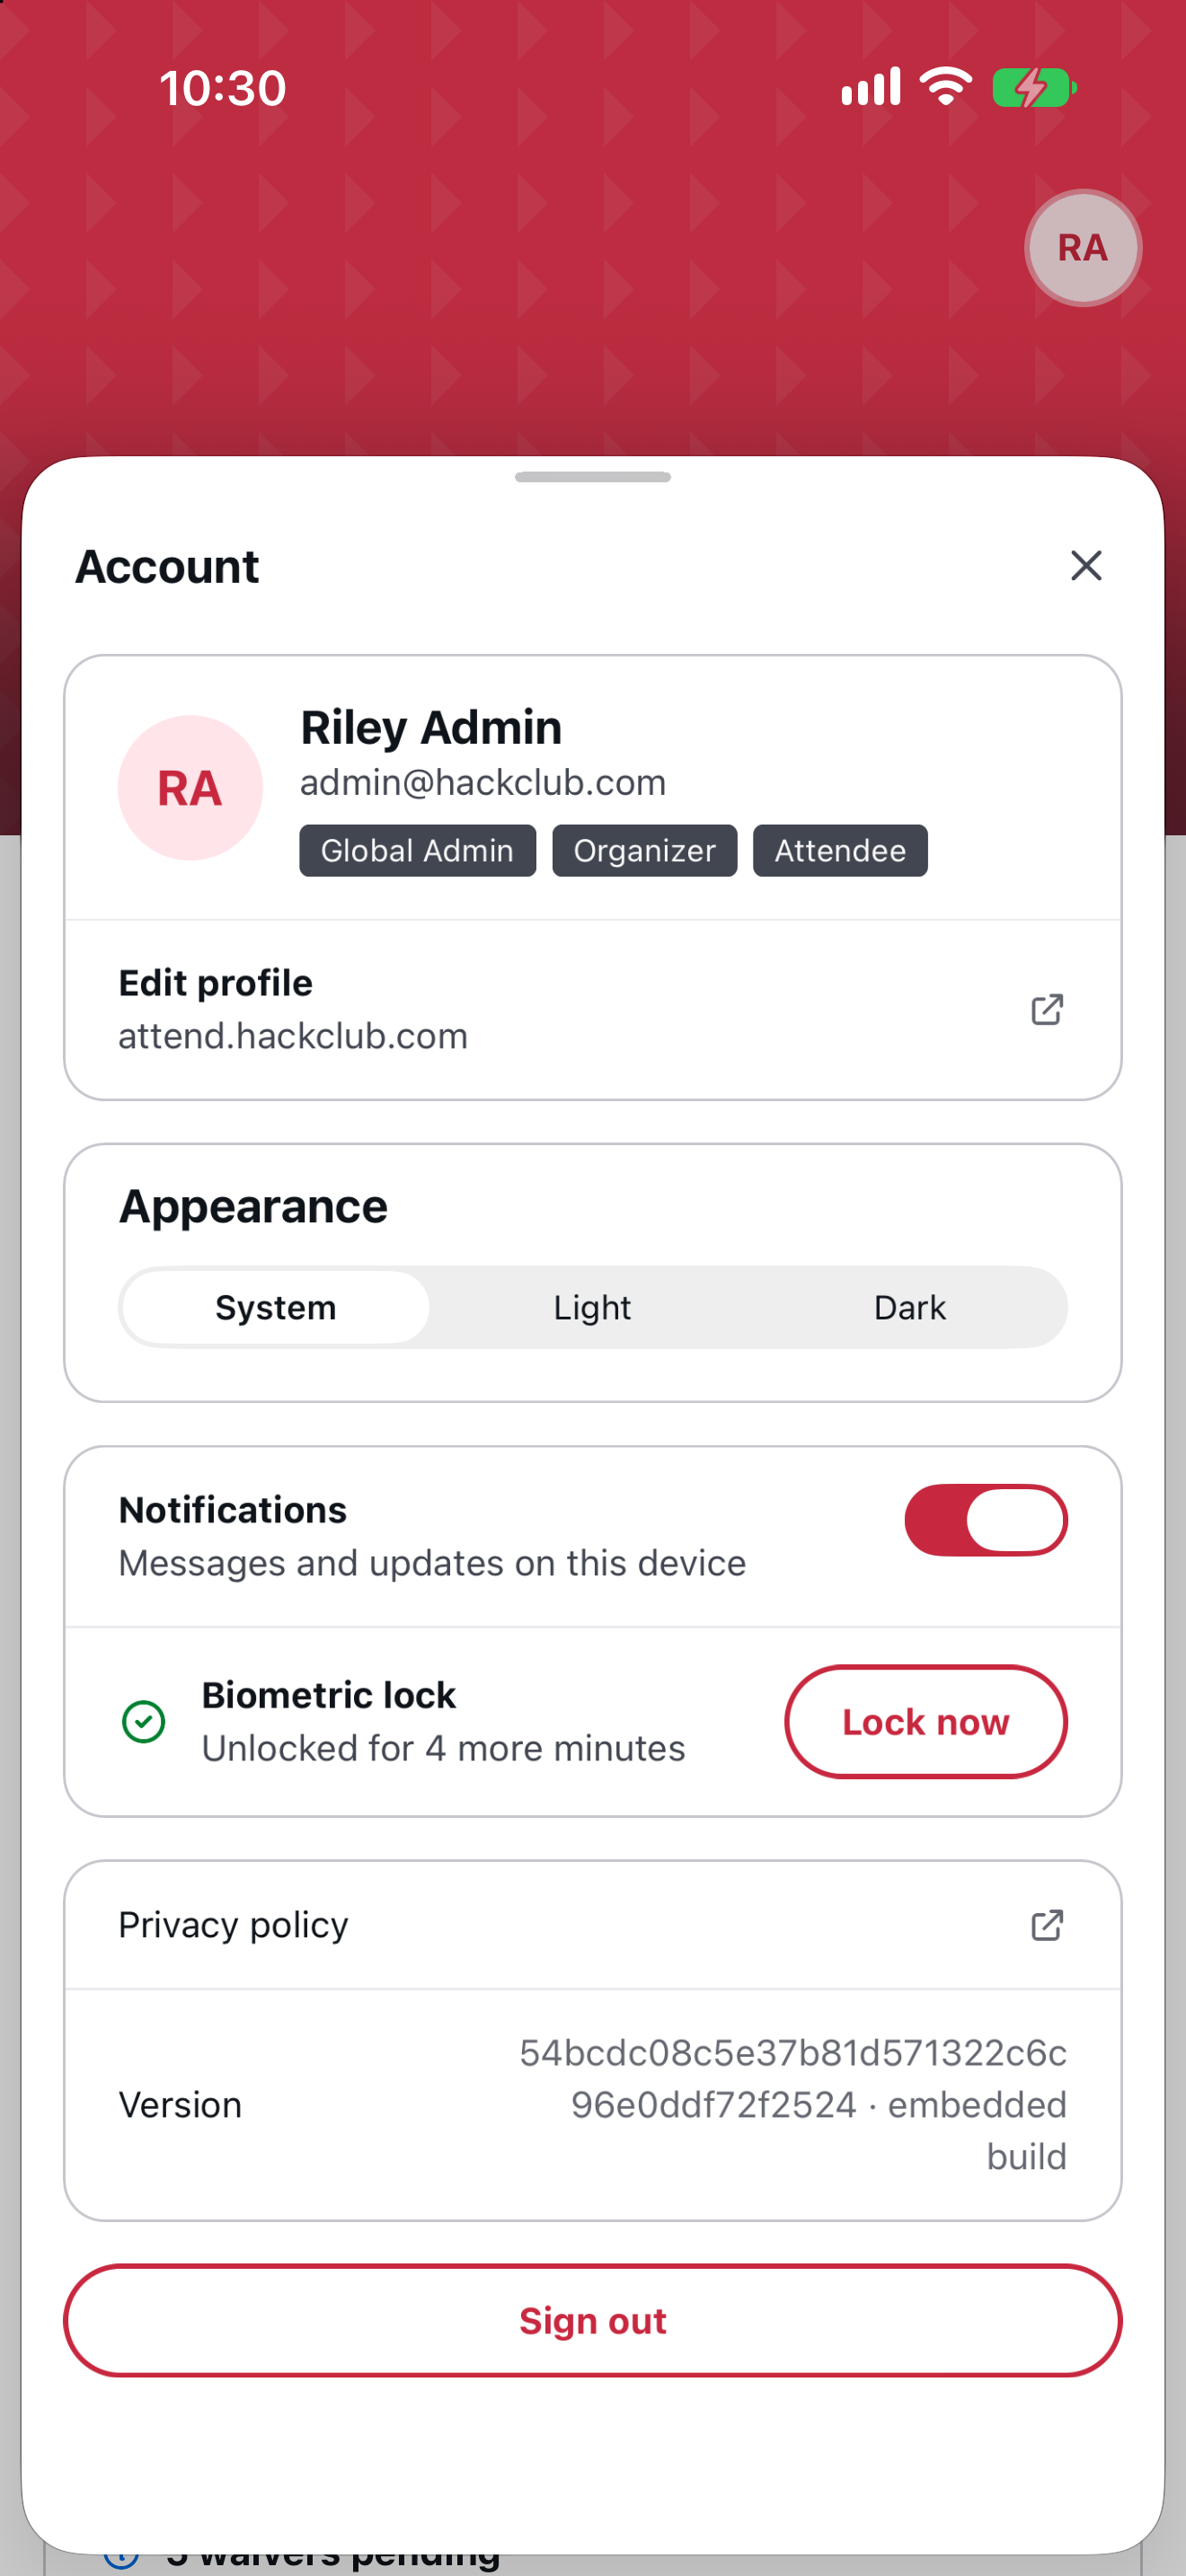 10:30
RA
Account
RA
Riley Admin
admin@hackclub.com
Global Admin Organizer Attendee
Edit profile
attend.hackclub.com
Appearance
System Light Dark
Notifications
Messages and updates on this device
Biometric lock
Unlocked for 4 more minutes
Lock now
Privacy policy
Version
54bcdc08c5e37b81d571322c6c
96e0ddf72f2524 · embedded
build
Sign out
waivers pending